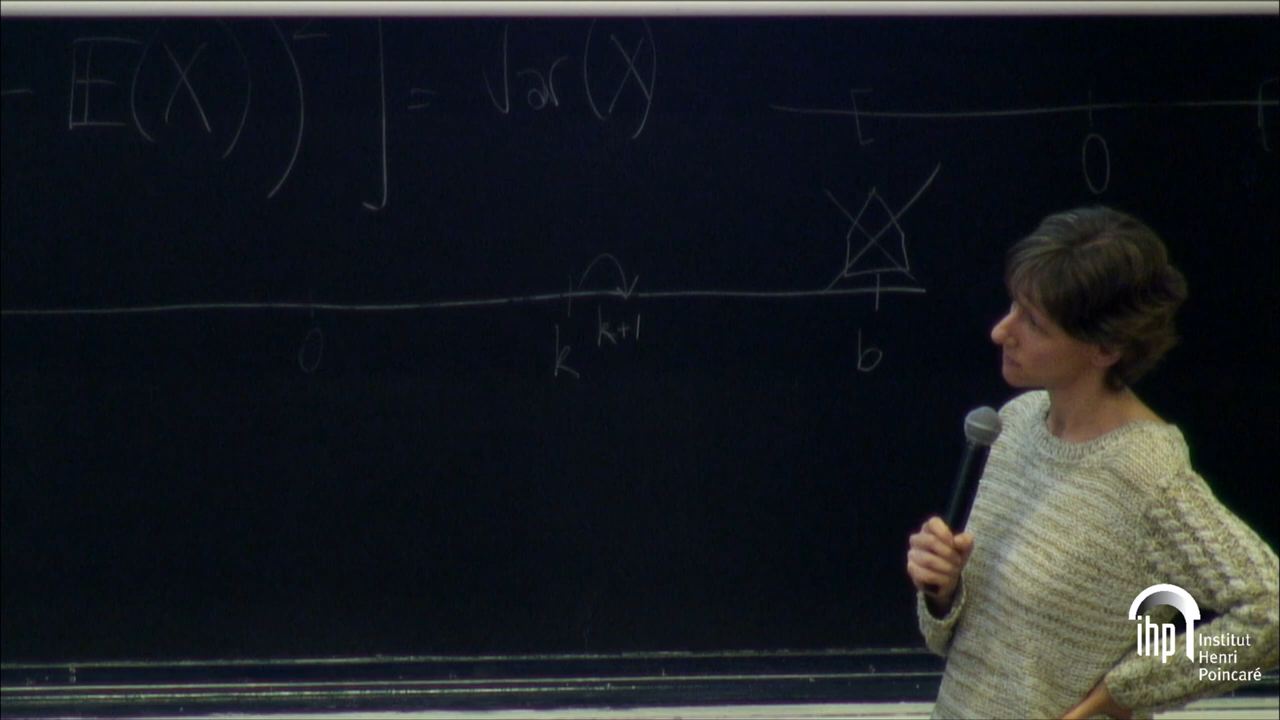 - E(X))² ] = Var(X)
[ 0 [
0 k k+1 b
ihp Institut
Henri
Poincaré